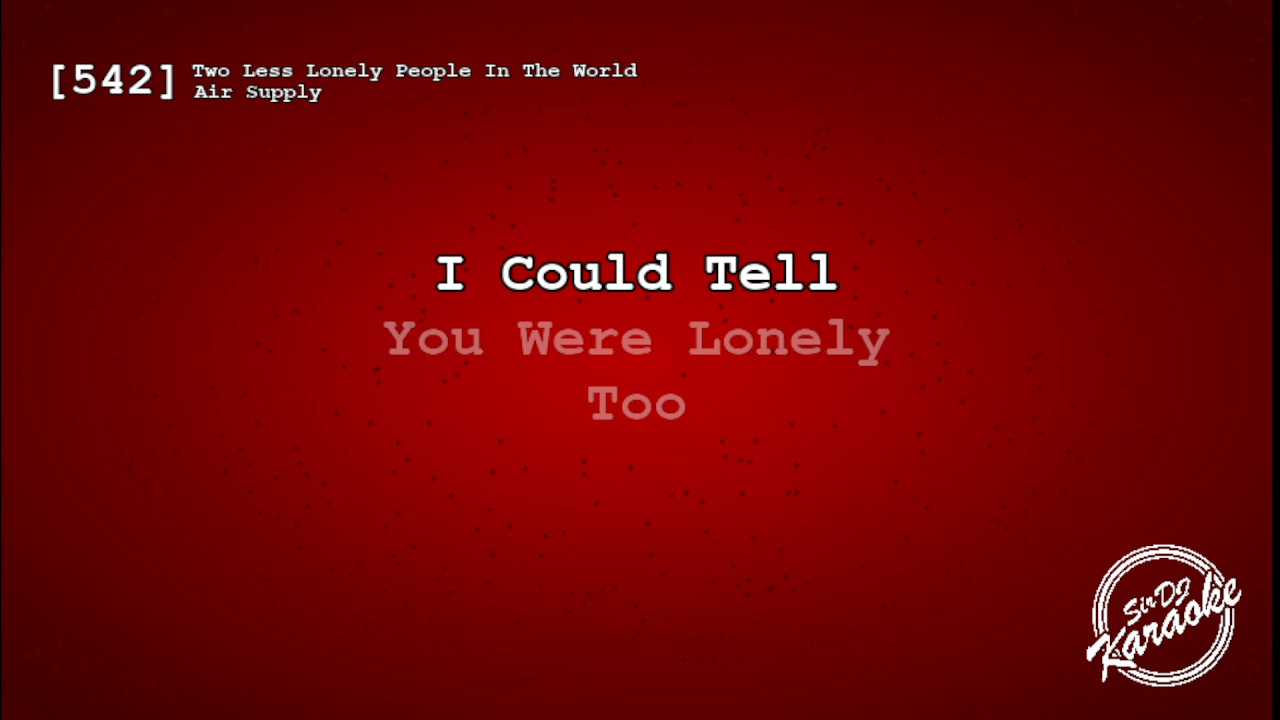 [542] Two Less Lonely People In The World
Air Supply
I Could Tell
You Were Lonely
Too
Sir DJ
Karaoke